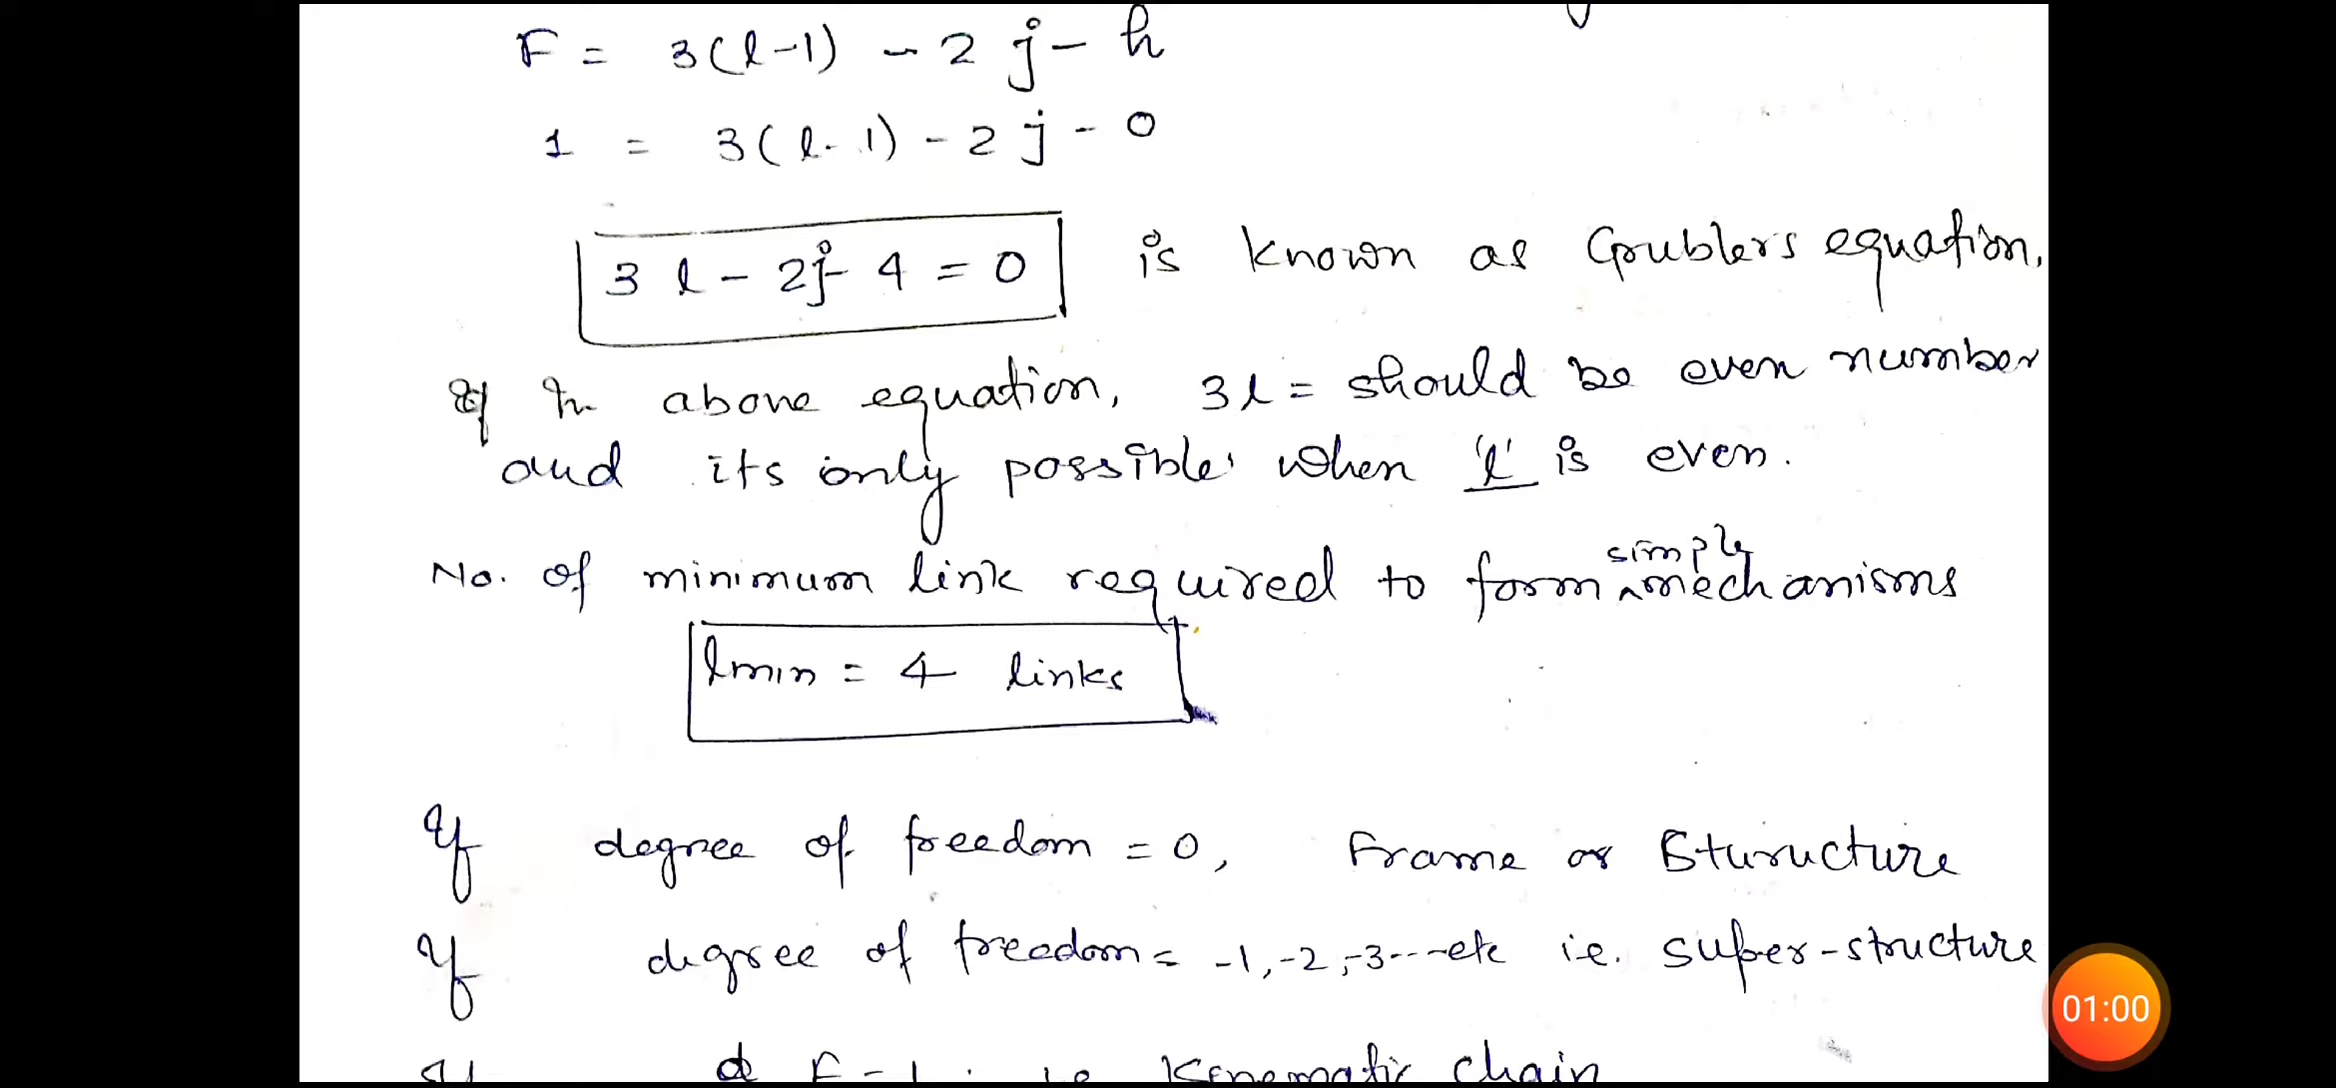 F = 3(l-1) - 2j - h
1 = 3(l-1) - 2j - 0
3l - 2j - 4 = 0 is known as Grublers equation,
If in above equation, 3l = should be even number
and its only possible when 'l' is even.
No. of minimum link required to form simple mechanisms
lmin = 4 links
If degree of freedom = 0, Frame or Sturucture
If degree of freedom = -1, -2, -3---etc i.e. super-structure
01:00
chain